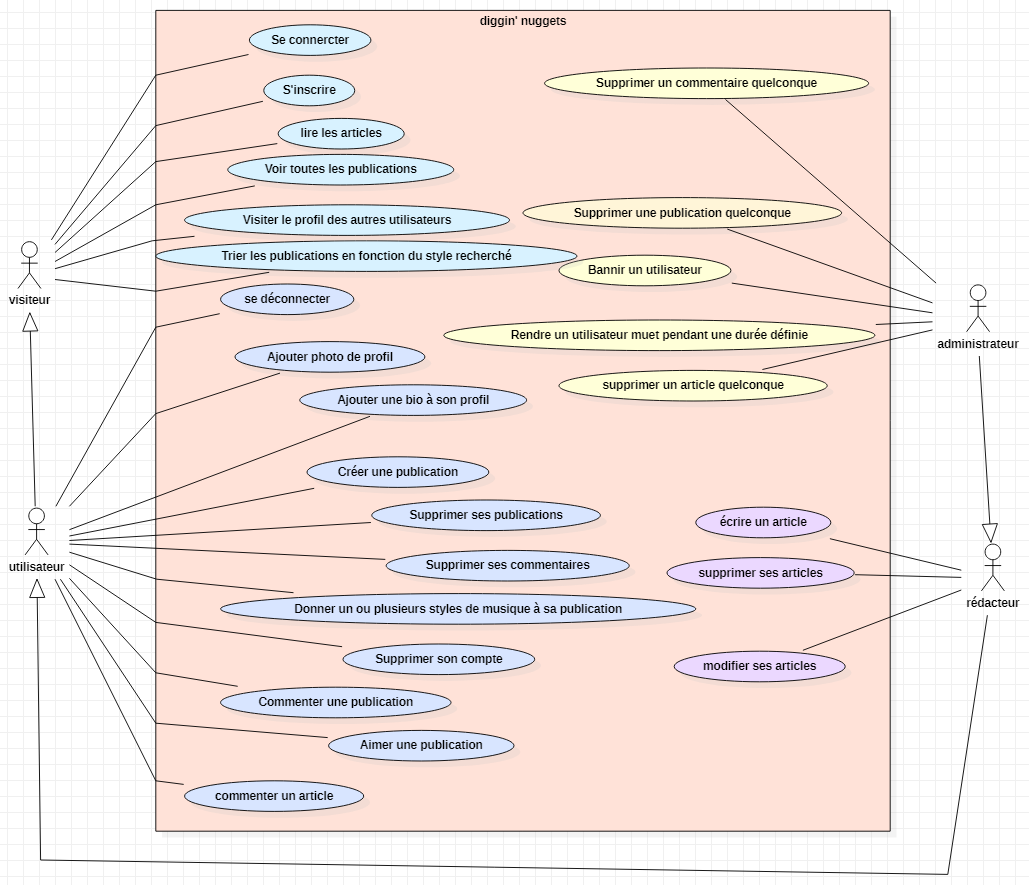 diggin' nuggets
Se connercter
S'inscrire
lire les articles
Voir toutes les publications
Visiter le profil des autres utilisateurs
Trier les publications en fonction du style recherché
se déconnecter
Ajouter photo de profil
Ajouter une bio à son profil
Créer une publication
Supprimer ses publications
Supprimer ses commentaires
Donner un ou plusieurs styles de musique à sa publication
Supprimer son compte
Commenter une publication
Aimer une publication
commenter un article
Supprimer un commentaire quelconque
Supprimer une publication quelconque
Bannir un utilisateur
Rendre un utilisateur muet pendant une durée définie
supprimer un article quelconque
écrire un article
supprimer ses articles
modifier ses articles
visiteur
utilisateur
administrateur
rédacteur